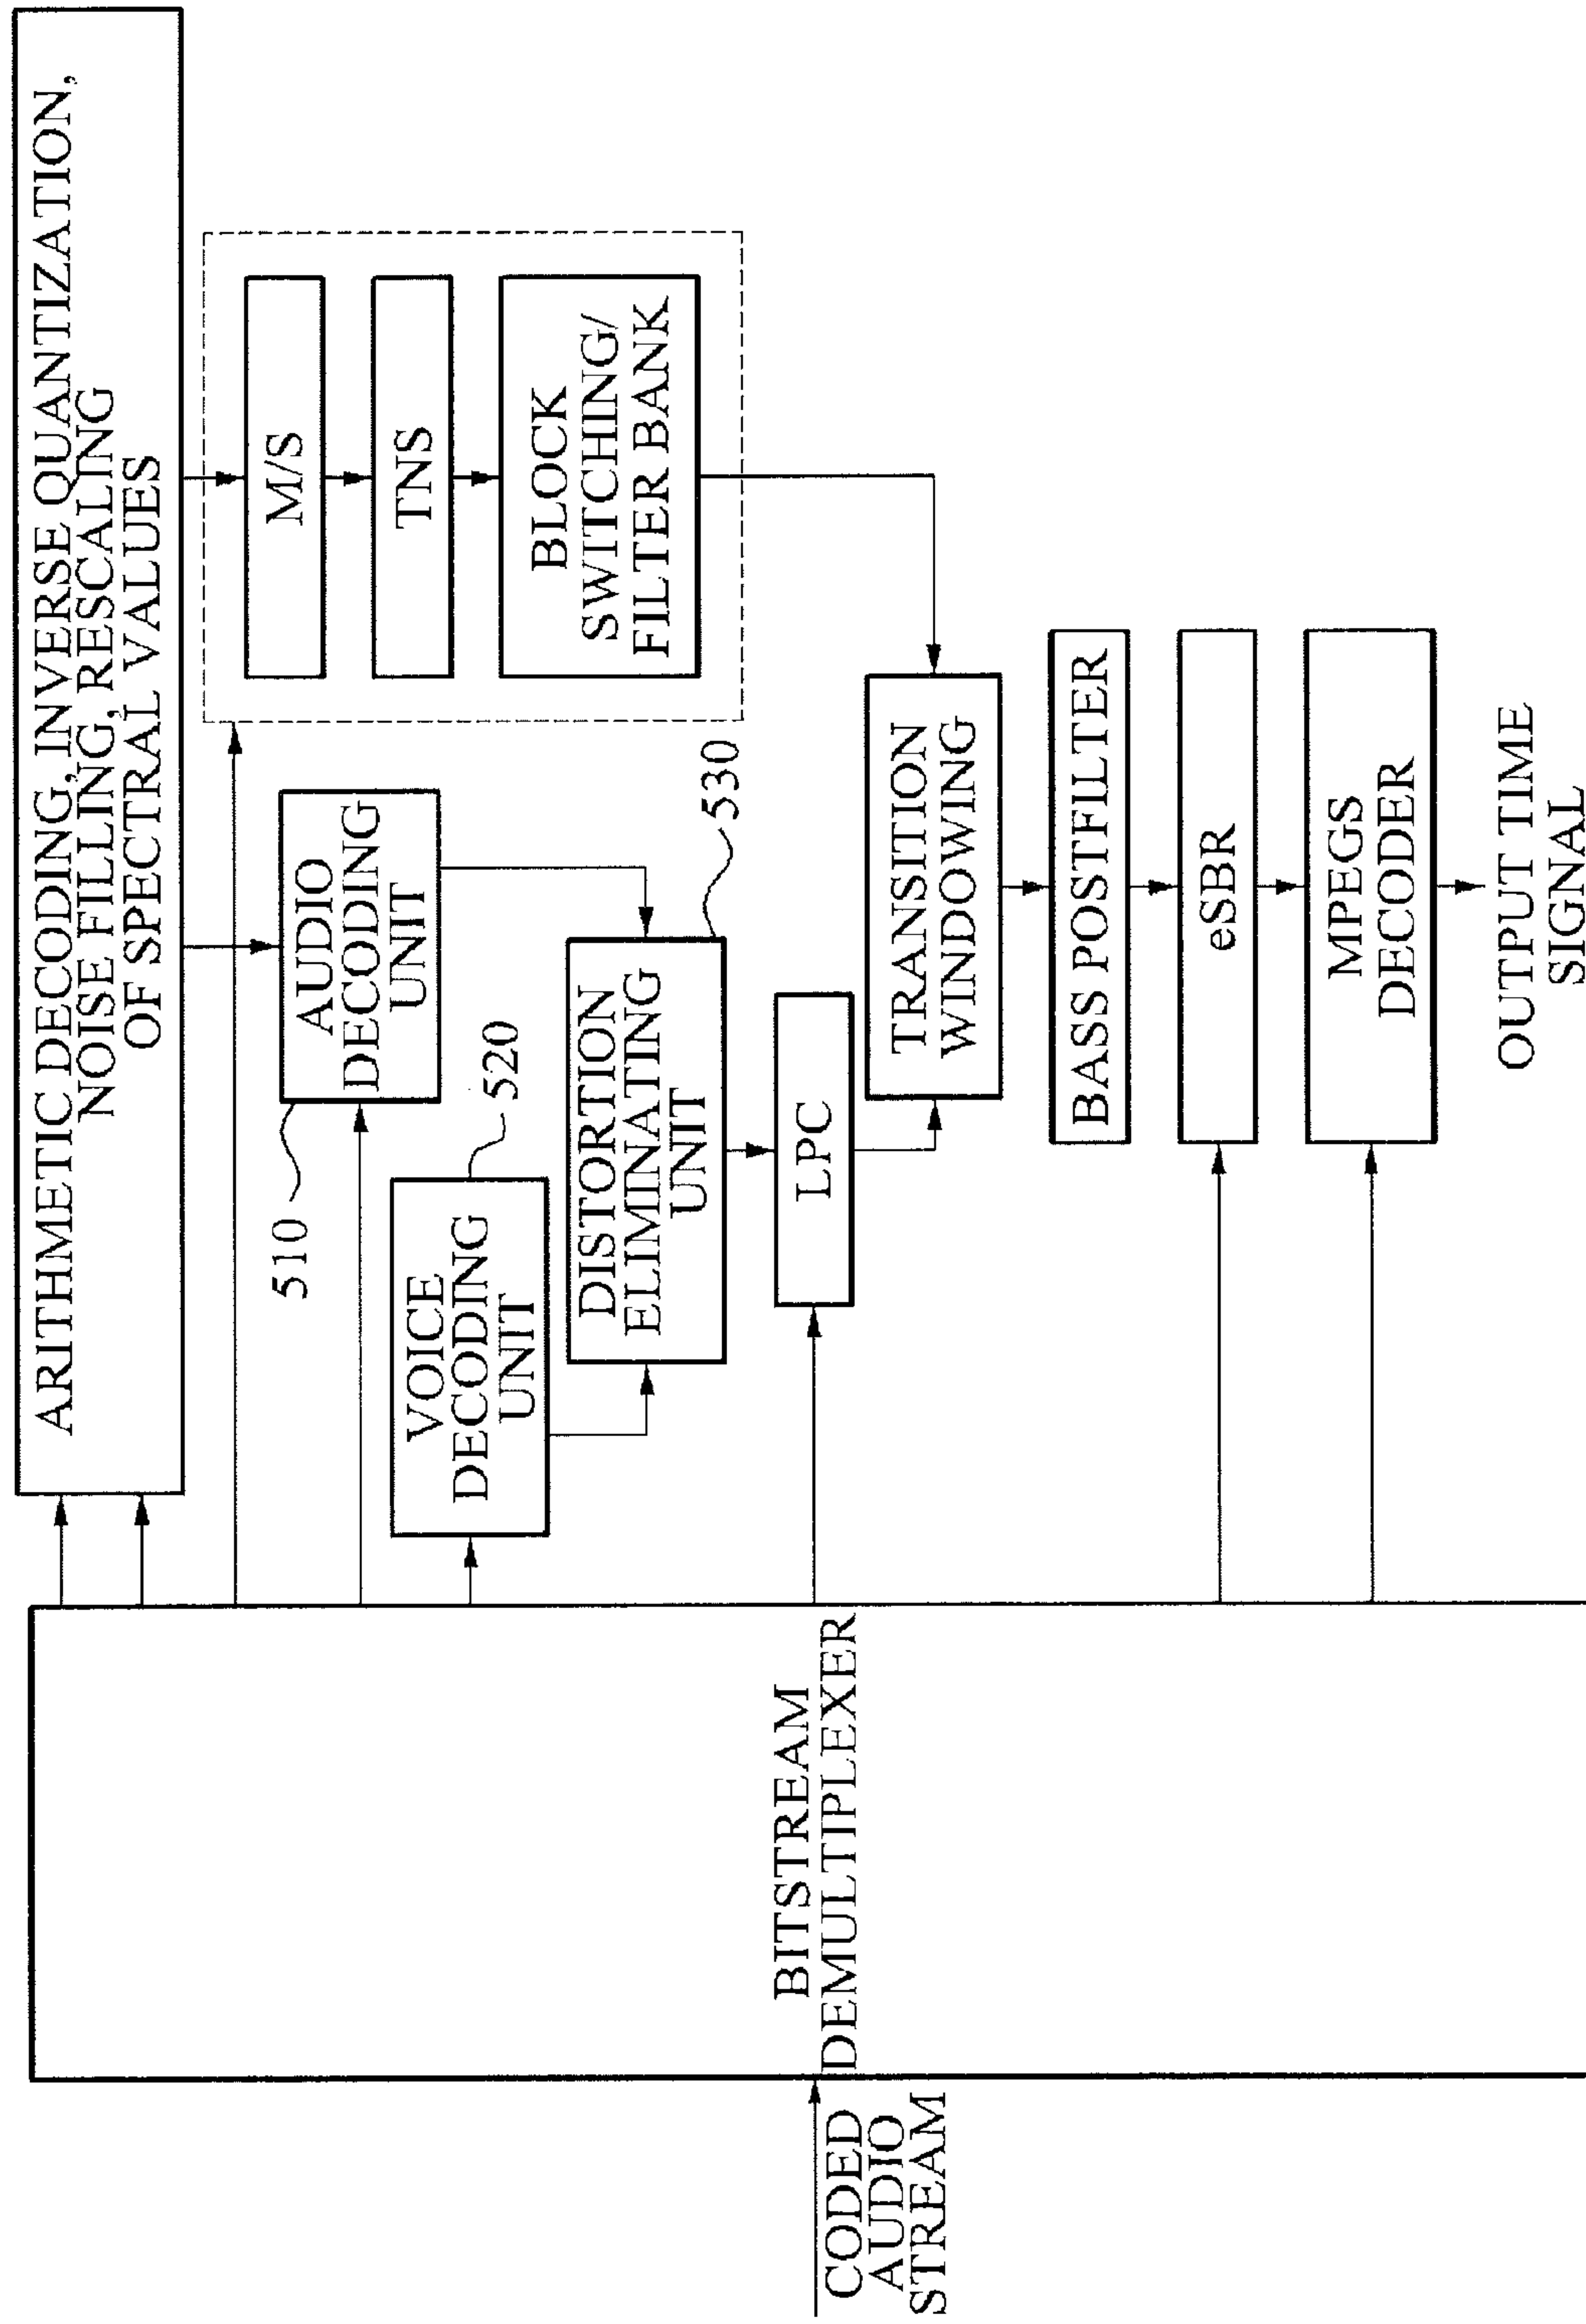 CODED
AUDIO
STREAM
BITSTREAM
DEMULTIPLEXER
ARITHMETIC DECODING, INVERSE QUANTIZATION,
NOISE FILLING, RESCALING
OF SPECTRAL VALUES
M/S
TNS
BLOCK
SWITCHING/
FILTER BANK
510
AUDIO
DECODING
UNIT
VOICE
DECODING
UNIT
520
DISTORTION
ELIMINATING
UNIT
530
LPC
TRANSITION
WINDOWING
BASS POSTFILTER
eSBR
MPEGS
DECODER
OUTPUT TIME
SIGNAL